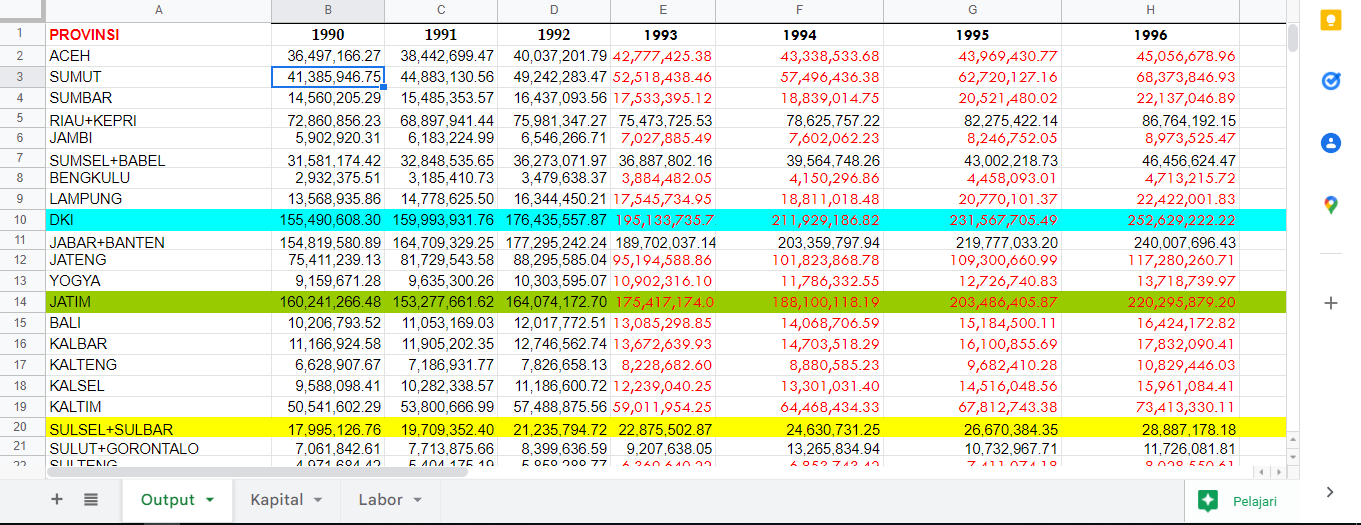 A B C D E F G H
1 PROVINSI 1990 1991 1992 1993 1994 1995 1996
2 ACEH 36,497,166.27 38,442,699.47 40,037,201.79 42,777,425.38 43,338,533.68 43,969,430.77 45,056,678.96
3 SUMUT 41,385,946.75 44,883,130.56 49,242,283.47 52,518,438.46 57,496,436.38 62,720,127.16 68,373,846.93
4 SUMBAR 14,560,205.29 15,485,353.57 16,437,093.56 17,533,395.12 18,839,014.75 20,521,480.02 22,137,046.89
5 RIAU+KEPRI 72,860,856.23 68,897,941.44 75,981,347.27 75,473,725.53 78,625,757.22 82,275,422.14 86,764,192.15
6 JAMBI 5,902,920.31 6,183,224.99 6,546,266.71 7,027,885.49 7,602,062.23 8,246,752.05 8,973,525.47
7 SUMSEL+BABEL 31,581,174.42 32,848,535.65 36,273,071.97 36,887,802.16 39,564,748.26 43,002,218.73 46,456,624.47
8 BENGKULU 2,932,375.51 3,185,410.73 3,479,638.37 3,884,482.05 4,150,296.86 4,458,093.01 4,713,215.72
9 LAMPUNG 13,568,935.86 14,778,625.50 16,344,450.21 17,545,734.95 18,811,018.48 20,770,101.37 22,422,001.83
10 DKI 155,490,608.30 159,993,931.76 176,435,557.87 195,133,735.7 211,929,186.82 231,567,705.49 252,629,222.22
11 JABAR+BANTEN 154,819,580.89 164,709,329.25 177,295,242.24 189,702,037.14 203,359,797.94 219,777,033.20 240,007,696.43
12 JATENG 75,411,239.13 81,729,543.58 88,295,585.04 95,194,588.86 101,823,868.78 109,300,660.99 117,280,260.71
13 YOGYA 9,159,671.28 9,635,300.26 10,303,595.07 10,902,316.10 11,786,332.55 12,726,740.83 13,718,739.97
14 JATIM 160,241,266.48 153,277,661.62 164,074,172.70 175,417,174.0 188,100,118.19 203,486,405.87 220,295,879.20
15 BALI 10,206,793.52 11,053,169.03 12,017,772.51 13,085,298.85 14,068,706.59 15,184,500.11 16,424,172.82
16 KALBAR 11,166,924.58 11,905,202.35 12,746,562.74 13,672,639.93 14,703,518.29 16,100,855.69 17,832,090.41
17 KALTENG 6,628,907.67 7,186,931.77 7,826,658.13 8,228,682.60 8,880,585.23 9,682,410.28 10,829,446.03
18 KALSEL 9,588,098.41 10,282,338.57 11,186,600.72 12,239,040.25 13,301,031.40 14,516,048.56 15,961,084.41
19 KALTIM 50,541,602.29 53,800,666.99 57,488,875.56 59,011,954.25 64,468,434.33 67,812,743.38 73,413,330.11
20 SULSEL+SULBAR 17,995,126.76 19,709,352.40 21,235,794.72 22,875,502.87 24,630,731.25 26,670,384.35 28,887,178.18
21 SULUT+GORONTALO 7,061,842.61 7,713,875.66 8,399,636.59 9,207,638.05 13,265,834.94 10,732,967.71 11,726,081.81
22 SULTENG
Output Kapital Labor Pelajari